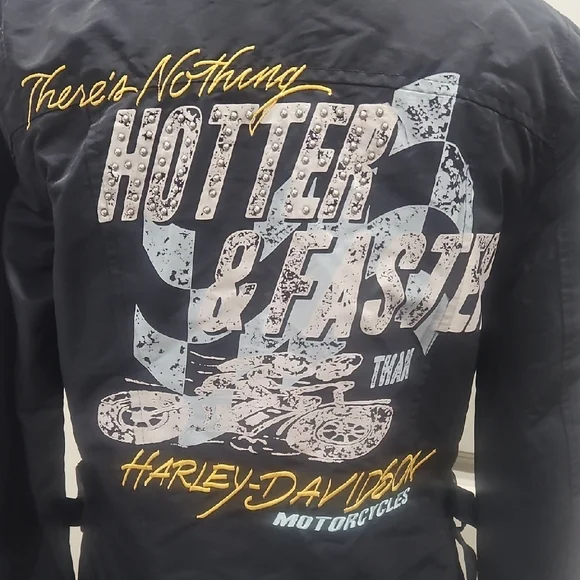 There's Nothing
HOTTER
& FASTER
THAN
HARLEY-DAVIDSON
MOTORCYCLES